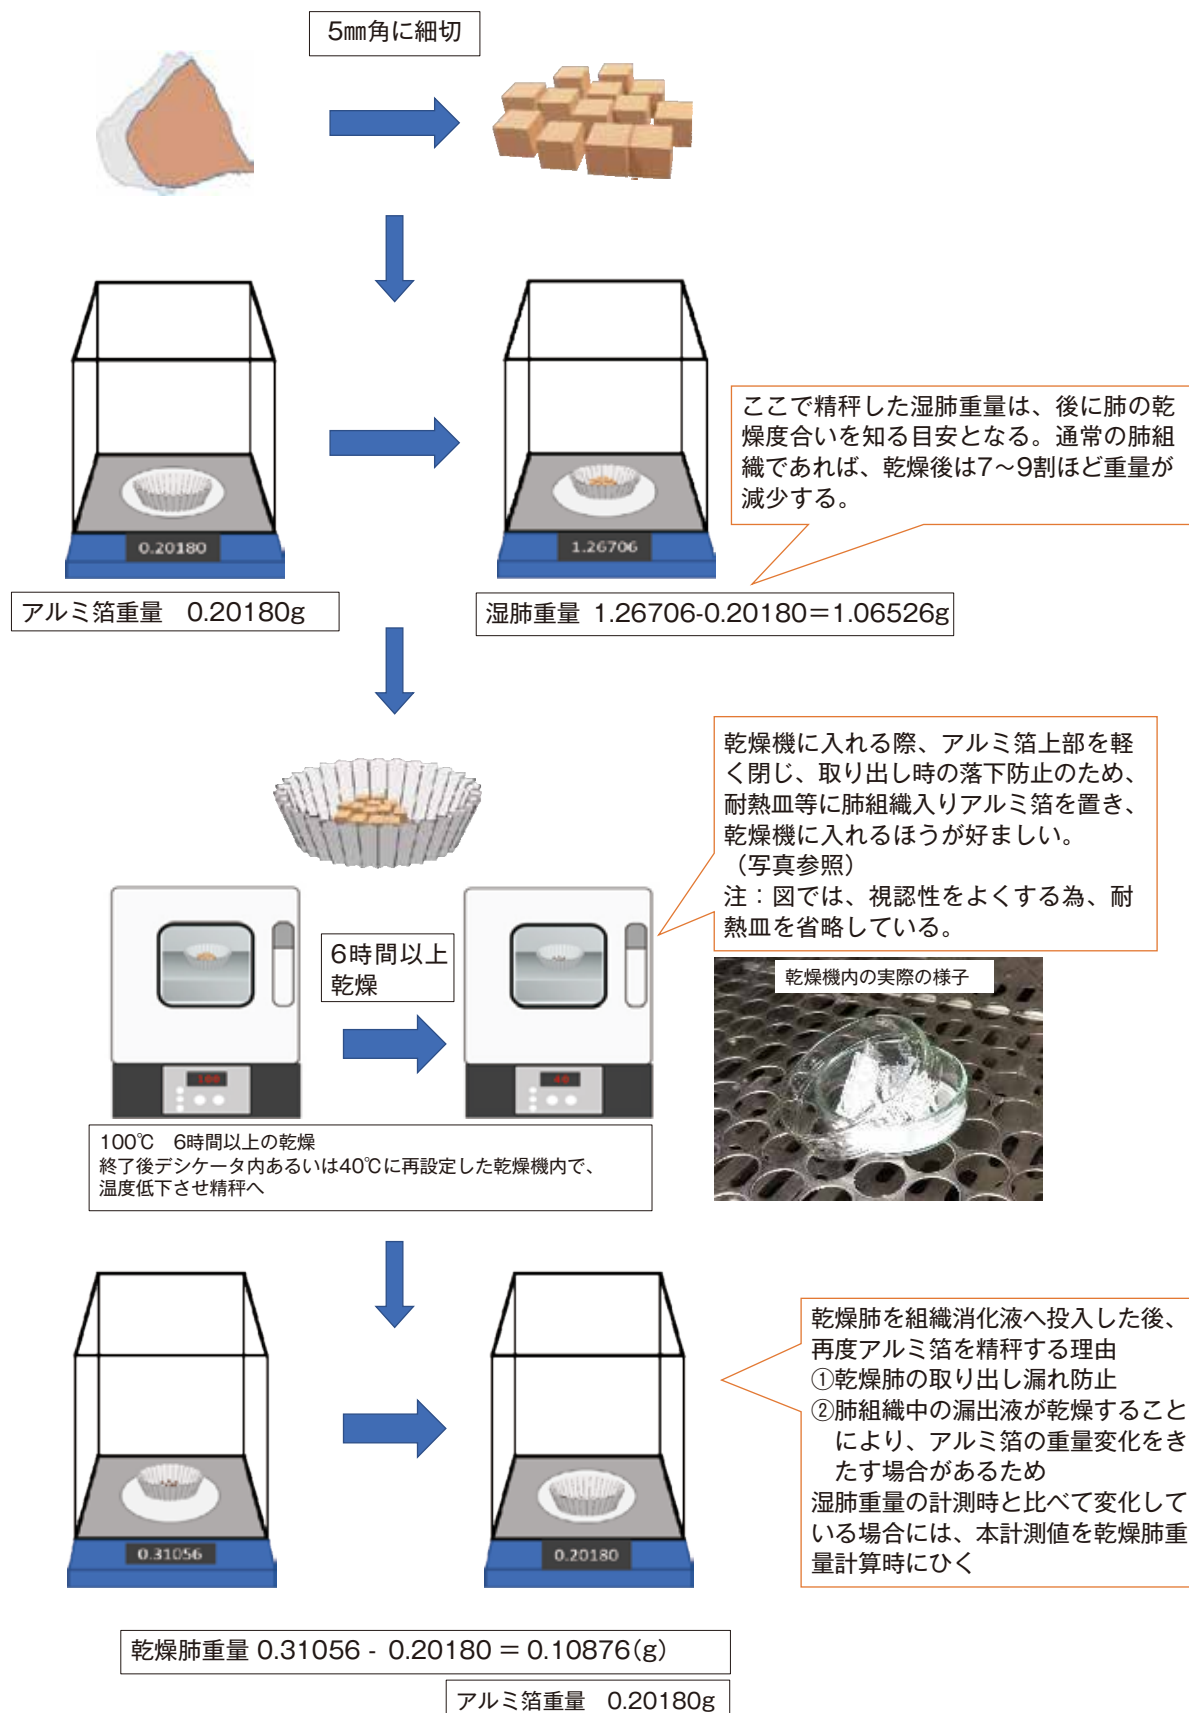 5㎜角に細切
ここで精秤した湿肺重量は、後に肺の乾
燥度合いを知る目安となる。通常の肺組
織であれば、乾燥後は7～9割ほど重量が
減少する。
0.20180
1.26706
アルミ箔重量　0.20180g
湿肺重量 1.26706-0.20180＝1.06526g
乾燥機に入れる際、アルミ箔上部を軽
く閉じ、取り出し時の落下防止のため、
耐熱皿等に肺組織入りアルミ箔を置き、
乾燥機に入れるほうが好ましい。
（写真参照）
注：図では、視認性をよくする為、耐
熱皿を省略している。
6時間以上
乾燥
乾燥機内の実際の様子
100
40
100℃　6時間以上の乾燥
終了後デシケータ内あるいは40℃に再設定した乾燥機内で、
温度低下させ精秤へ
乾燥肺を組織消化液へ投入した後、
再度アルミ箔を精秤する理由
①乾燥肺の取り出し漏れ防止
②肺組織中の漏出液が乾燥すること
により、アルミ箔の重量変化をき
たす場合があるため
湿肺重量の計測時と比べて変化して
いる場合には、本計測値を乾燥肺重
量計算時にひく
0.31056
0.20180
乾燥肺重量 0.31056 - 0.20180 = 0.10876(g)
アルミ箔重量　0.20180g